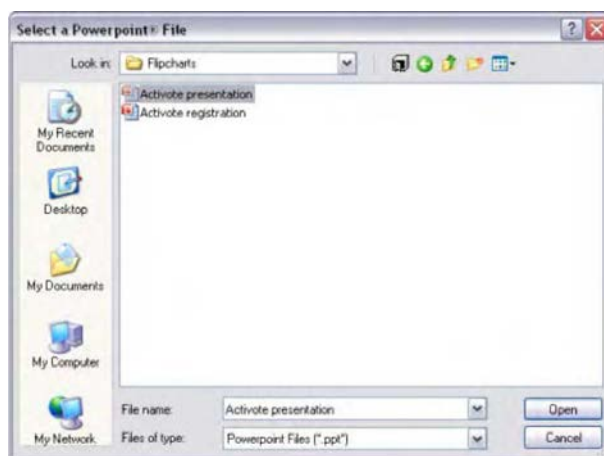 Select a Powerpoint® File
Look in: Flipcharts
Activote presentation
Activote registration
My Recent
Documents
Desktop
My Documents
My Computer
My Network
File name: Activote presentation Open
Files of type: Powerpoint Files ("*.ppt") Cancel